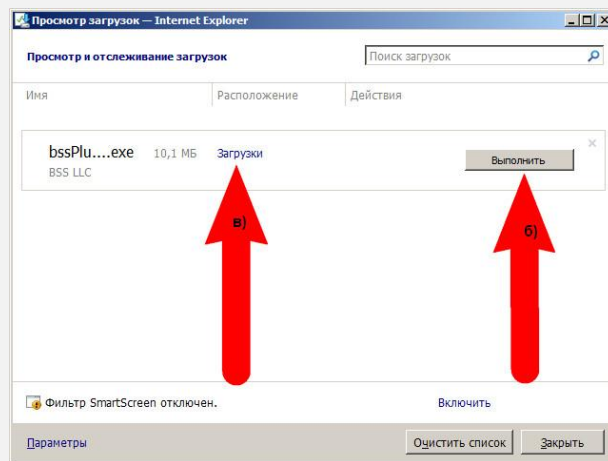 Просмотр загрузок — Internet Explorer
Просмотр и отслеживание загрузок
Поиск загрузок
Имя Расположение Действия
bssPlu....exe 10,1 МБ Загрузки Выполнить
BSS LLC
в) б)
Фильтр SmartScreen отключен. Включить
Параметры Очистить список Закрыть